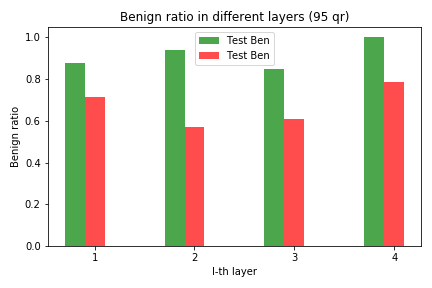 Benign ratio in different layers (95 qr)
Test Ben
Test Ben
Benign ratio
1.0
0.8
0.6
0.4
0.2
0.0
1 2 3 4
l-th layer